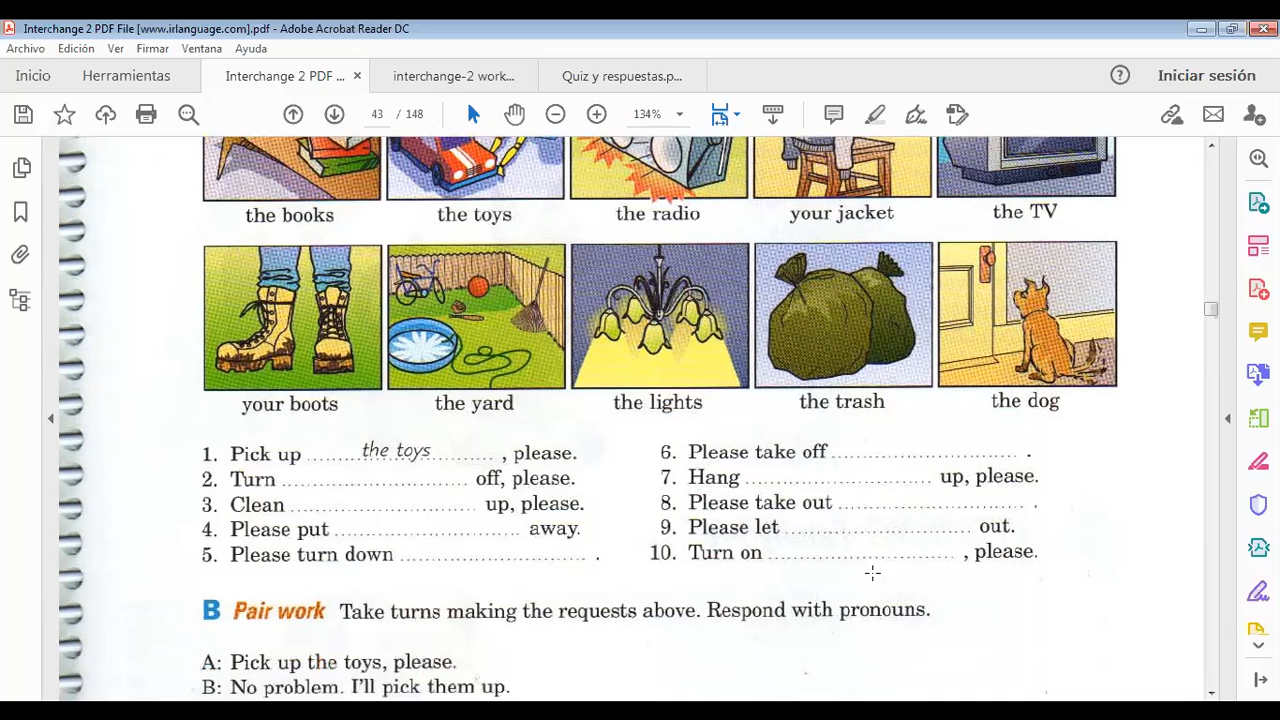 Interchange 2 PDF File [www.irlanguage.com].pdf - Adobe Acrobat Reader DC
Archivo Edición Ver Firmar Ventana Ayuda
Inicio Herramientas Interchange 2 PDF ... × interchange-2 work... Quiz y respuestas.p... Iniciar sesión
43 / 148 134%
the books the toys the radio your jacket the TV
your boots the yard the lights the trash the dog
1. Pick up ...the toys..., please.
2. Turn ........................ off, please.
3. Clean ........................ up, please.
4. Please put ........................ away.
5. Please turn down ........................ .
6. Please take off ........................ .
7. Hang ........................ up, please.
8. Please take out ........................ .
9. Please let ........................ out.
10. Turn on ........................ , please.
B Pair work Take turns making the requests above. Respond with pronouns.
A: Pick up the toys, please.
B: No problem. I'll pick them up.